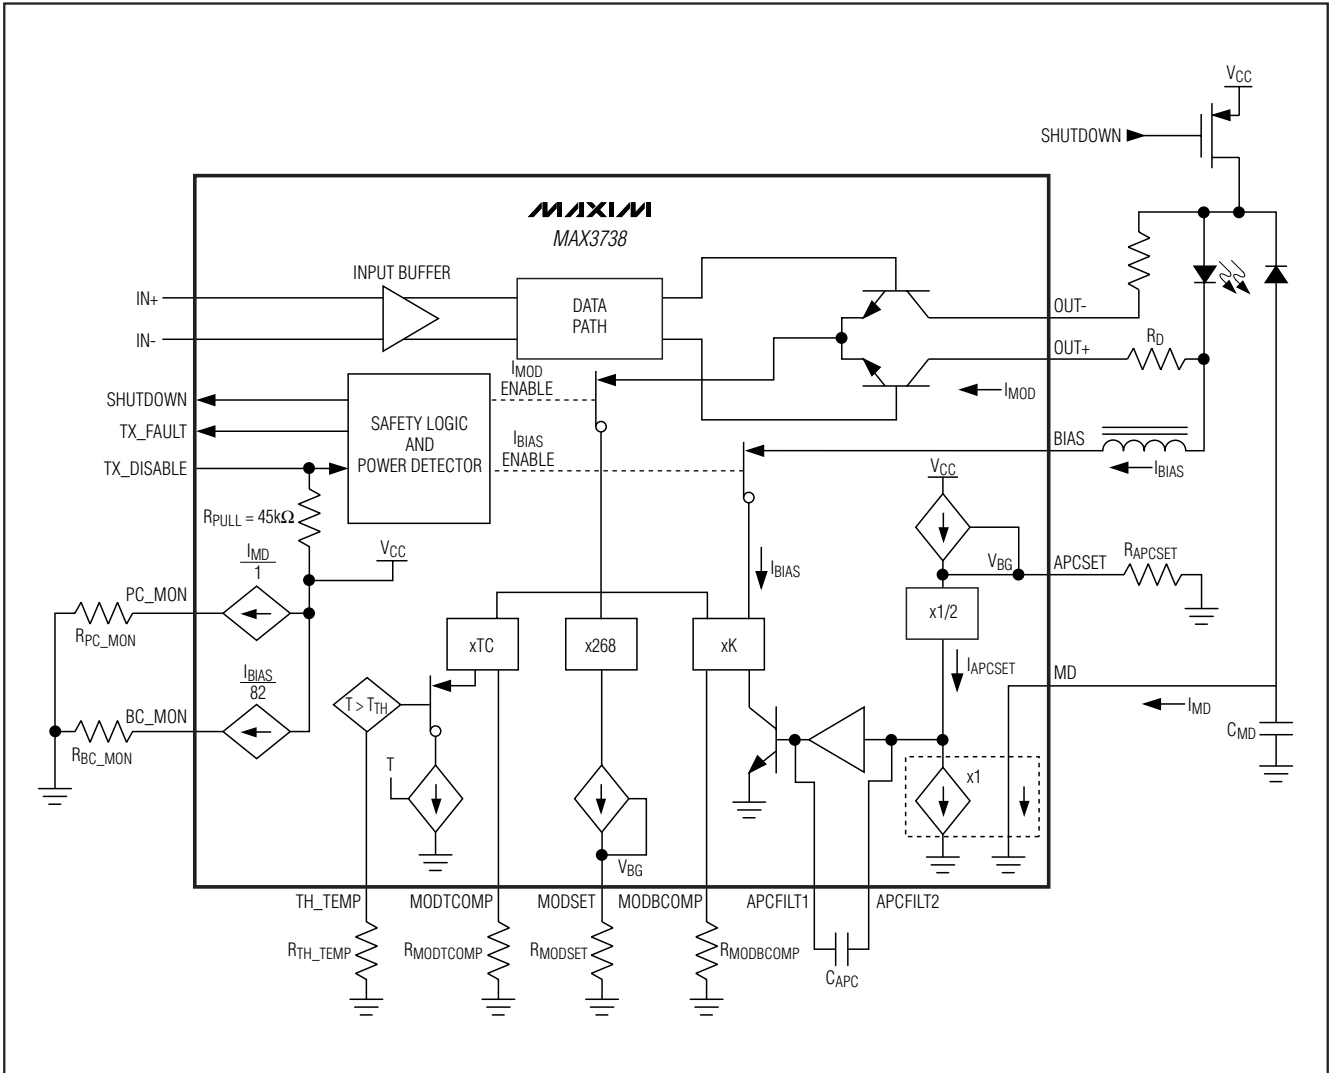 VCC
SHUTDOWN
MAXIM
MAX3738
INPUT BUFFER
IN+
IN-
DATA
PATH
OUT-
OUT+
RD
IMOD
IMOD
ENABLE
SHUTDOWN
TX_FAULT
TX_DISABLE
SAFETY LOGIC
AND
POWER DETECTOR
IBIAS
ENABLE
BIAS
IBIAS
VCC
RPULL = 45kΩ
VCC
IMD
1
PC_MON
RPC_MON
IBIAS
VBG
APCSET
RAPCSET
x1/2
xTC
x268
xK
IAPCSET
MD
IMD
CMD
IBIAS
82
BC_MON
RBC_MON
T > TTH
T
x1
VBG
TH_TEMP
MODTCOMP
MODSET
MODBCOMP
APCFILT1
APCFILT2
RTH_TEMP
RMODTCOMP
RMODSET
RMODBCOMP
CAPC